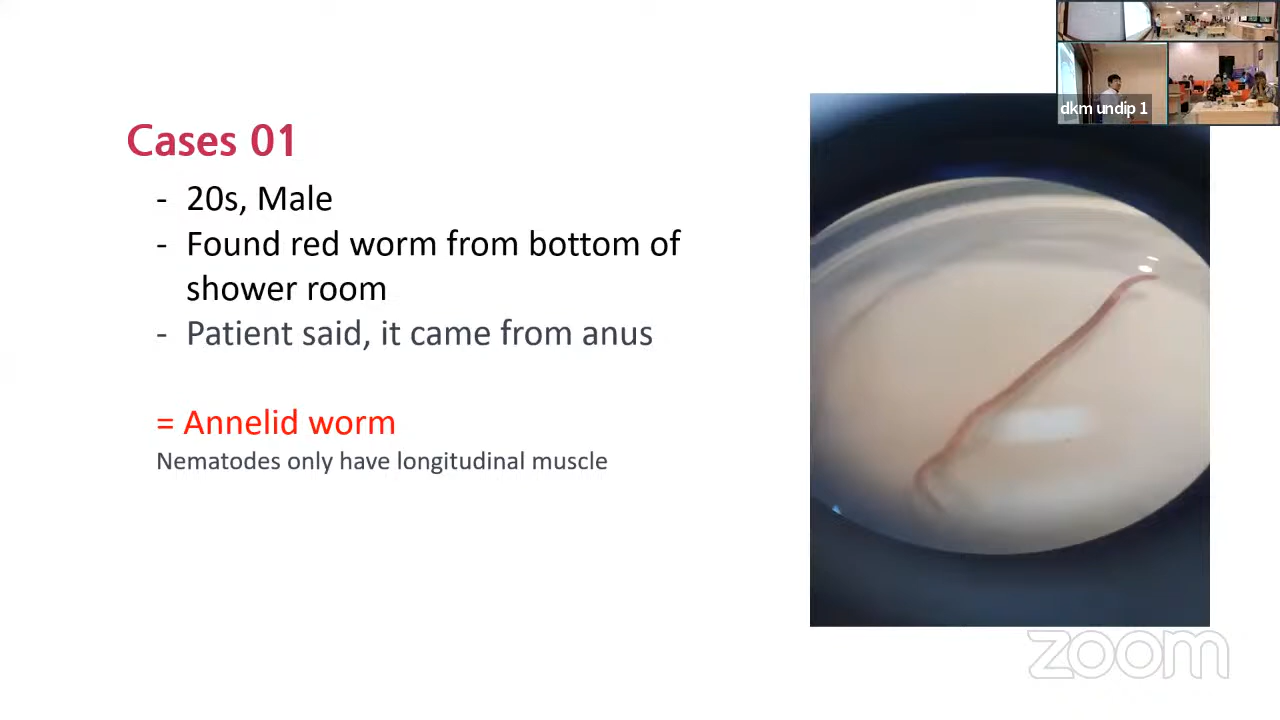 dkm undip 1
Cases 01
- 20s, Male
- Found red worm from bottom of
shower room
- Patient said, it came from anus
= Annelid worm
Nematodes only have longitudinal muscle
zoom